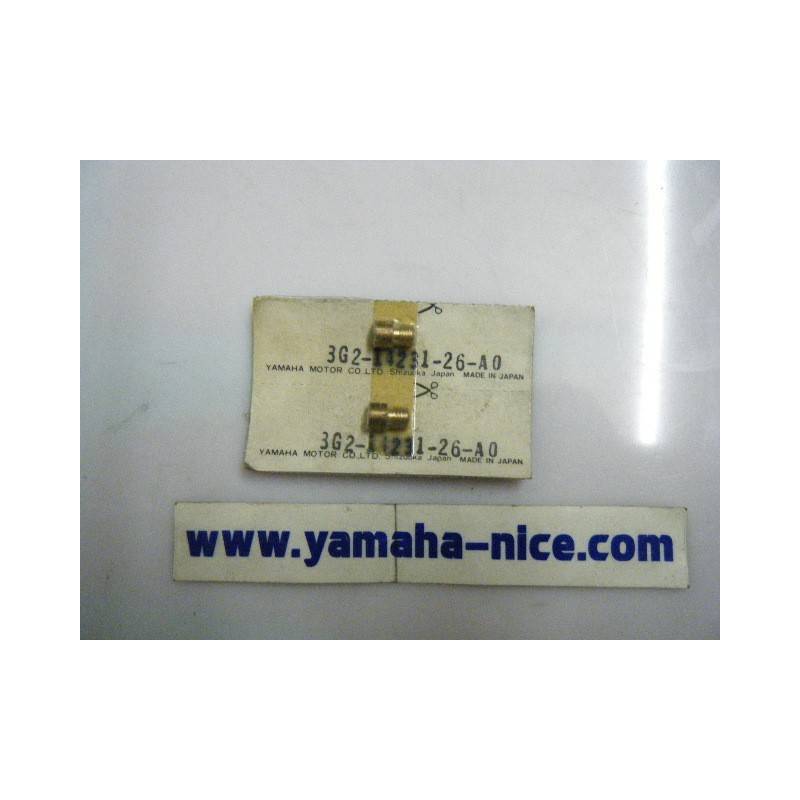 3G2-14231-26-A0
YAMAHA MOTOR CO.,LTD. Shizuoka Japan MADE IN JAPAN
3G2-14231-26-A0
YAMAHA MOTOR CO.,LTD. Shizuoka Japan MADE IN JAPAN
www.yamaha-nice.com